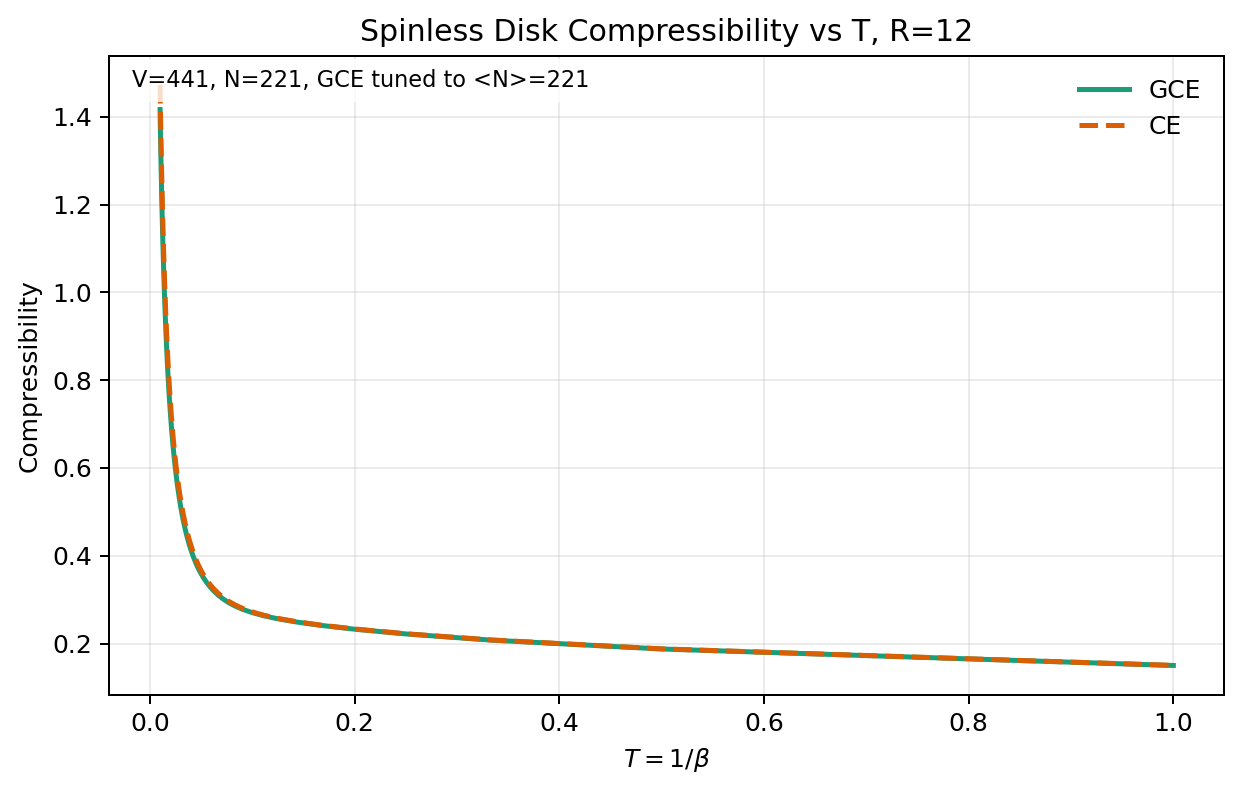 Spinless Disk Compressibility vs T, R=12
V=441, N=221, GCE tuned to <N>=221
GCE
CE
Compressibility
1.4
1.2
1.0
0.8
0.6
0.4
0.2
0.0
0.2
0.4
0.6
0.8
1.0
T = 1/β